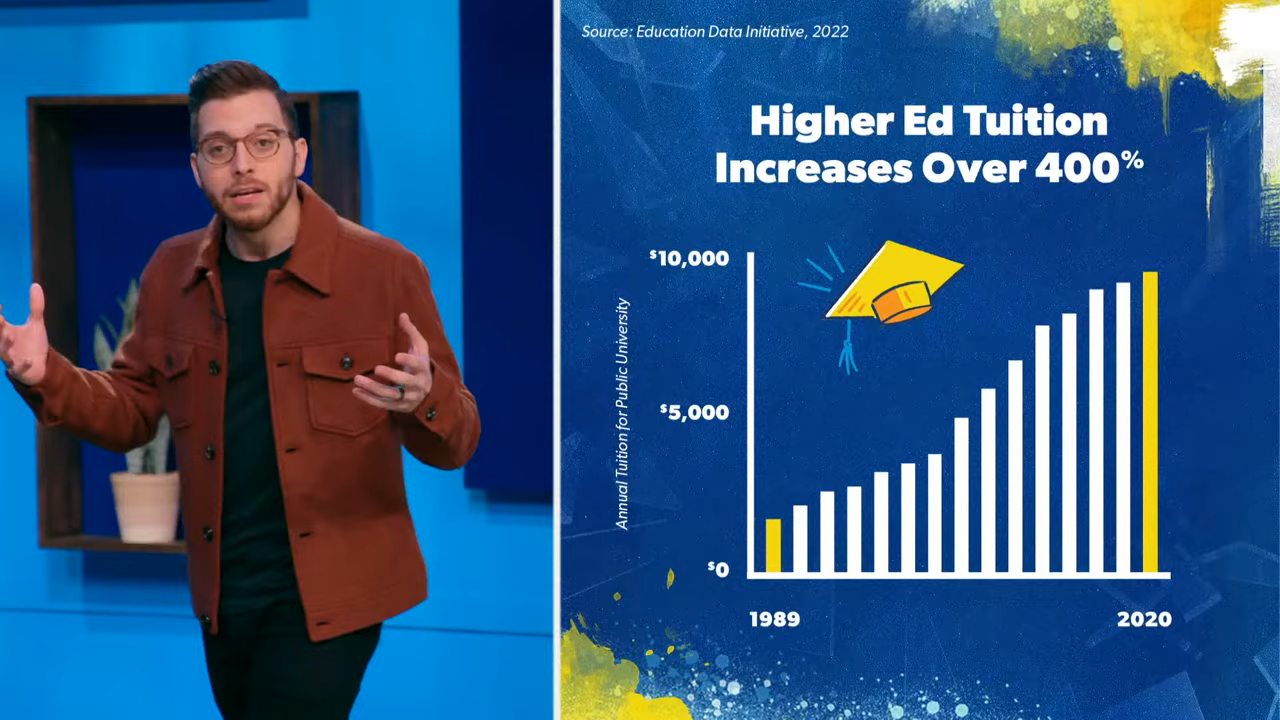 Source: Education Data Initiative, 2022
Higher Ed Tuition
Increases Over 400%
$10,000
$5,000
$0
Annual Tuition for Public University
1989
2020